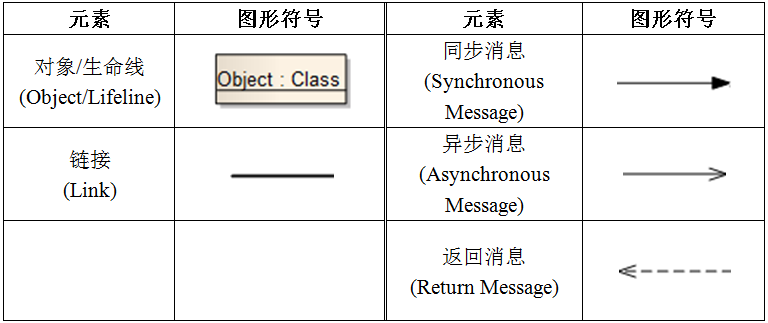 元素 图形符号 元素 图形符号
对象/生命线
(Object/Lifeline)
Object : Class
同步消息
(Synchronous
Message)
链接
(Link)
异步消息
(Asynchronous
Message)
返回消息
(Return Message)